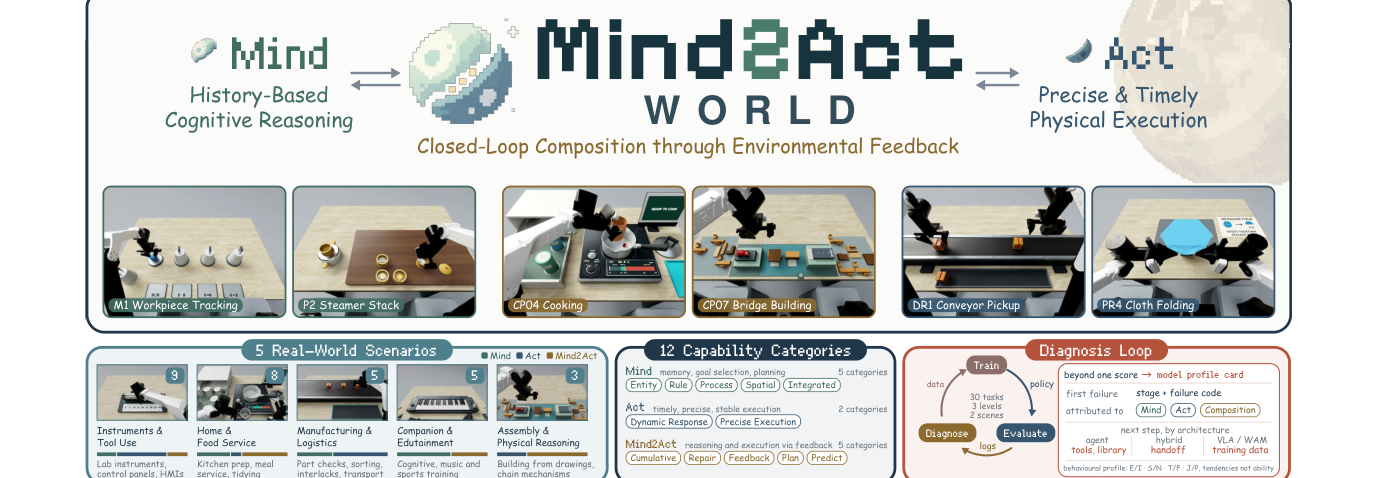 Mind
History-Based
Cognitive Reasoning
Mind2Act
WORLD
Closed-Loop Composition through Environmental Feedback
Act
Precise & Timely
Physical Execution
M1 Workpiece Tracking
P2 Steamer Stack
READY TO COOK
CP04 Cooking
CP07 Bridge Building
DR1 Conveyor Pickup
PR4 Cloth Folding
5 Real-World Scenarios
Mind Act Mind2Act
9
Instruments &
Tool Use
Lab instruments,
control panels, HMIs
8
Home &
Food Service
Kitchen prep, meal
service, tidying
5
Manufacturing &
Logistics
Part checks, sorting,
interlocks, transport
5
Companion &
Edutainment
Cognitive, music and
sports training
3
Assembly &
Physical Reasoning
Building from drawings,
chain mechanisms
12 Capability Categories
Mind memory, goal selection, planning 5 categories
Entity Rule Process Spatial Integrated
Act timely, precise, stable execution 2 categories
Dynamic Response Precise Execution
Mind2Act reasoning and execution via feedback 5 categories
Cumulative Repair Feedback Plan Predict
Diagnosis Loop
Train
data
policy
30 tasks
3 levels
2 scenes
Diagnose
Evaluate
logs
beyond one score → model profile card
first failure stage + failure code
attributed to Mind Act Composition
next step, by architecture
agent
tools, library
hybrid
handoff
VLA / WAM
training data
behavioural profile: E/I · S/N · T/F · J/P, tendencies not ability